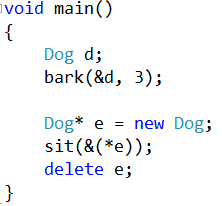 void main()
{
    Dog d;
    bark(&d, 3);

    Dog* e = new Dog;
    sit(&(*e));
    delete e;
}